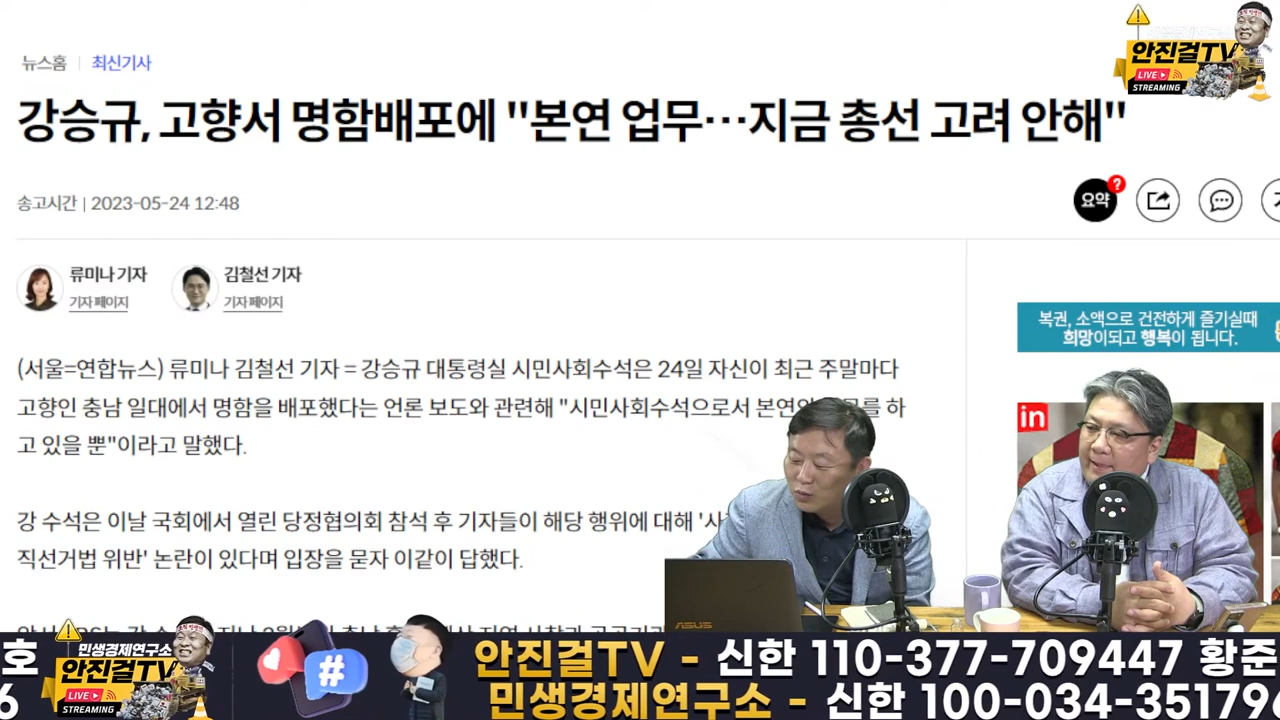 뉴스홈 | 최신기사
강승규, 고향서 명함배포에 "본연 업무…지금 총선 고려 안해"
송고시간 | 2023-05-24 12:48
요약
?
류미나 기자
기자 페이지
김철선 기자
기자 페이지
(서울=연합뉴스) 류미나 김철선 기자 = 강승규 대통령실 시민사회수석은 24일 자신이 최근 주말마다
고향인 충남 일대에서 명함을 배포했다는 언론 보도와 관련해 "시민사회수석으로서 를 하
고 있을 뿐"이라고 말했다.
강 수석은 이날 국회에서 열린 당정협의회 참석 후 기자들이 해당 행위에 대해
직선거법 위반' 논란이 있다며 입장을 묻자 이같이 답했다.
안진걸TV
LIVE
STREAMING
복권, 소액으로 건전하게 즐기실때
희망이되고 행복이 됩니다.
in
ASUS
호
6
민생경제연구소
안진걸TV
LIVE
STREAMING
#
안진걸TV - 신한 110-377-709447 황준
민생경제연구소 - 신한 100-034-351796